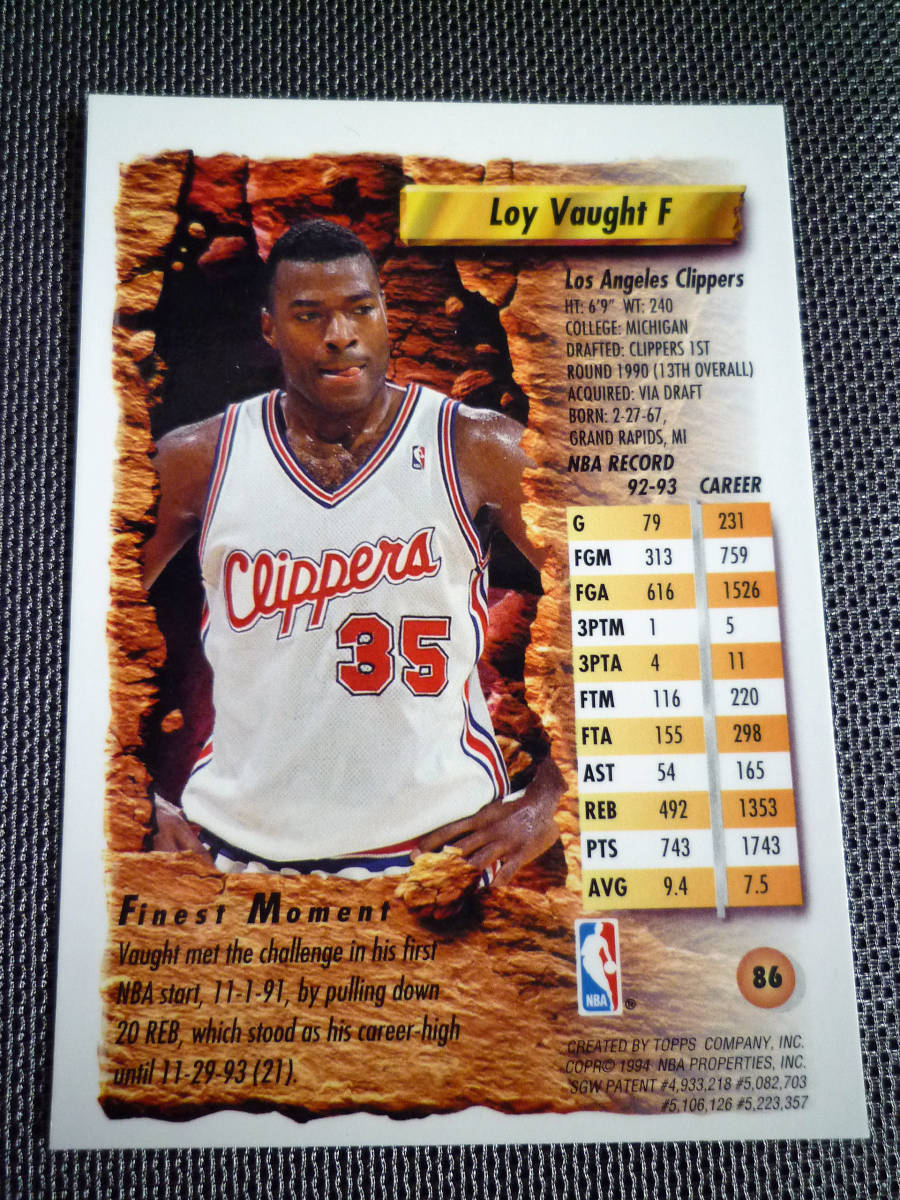 Loy Vaught F
Los Angeles Clippers
HT: 6'9" WT: 240
COLLEGE: MICHIGAN
DRAFTED: CLIPPERS 1ST
ROUND 1990 (13TH OVERALL)
ACQUIRED: VIA DRAFT
BORN: 2-27-67,
GRAND RAPIDS, MI
NBA RECORD
92-93 CAREER
G 79 231
FGM 313 759
FGA 616 1526
3PTM 1 5
3PTA 4 11
FTM 116 220
FTA 155 298
AST 54 165
REB 492 1353
PTS 743 1743
AVG 9.4 7.5
Clippers
35
Finest Moment
Vaught met the challenge in his first
NBA start, 11-1-91, by pulling down
20 REB, which stood as his career-high
until 11-29-93 (21).
NBA ®
86
CREATED BY TOPPS COMPANY, INC.
COPR© 1994 NBA PROPERTIES, INC.
SGW PATENT #4,933,218 #5,082,703
#5,106,126 #5,223,357